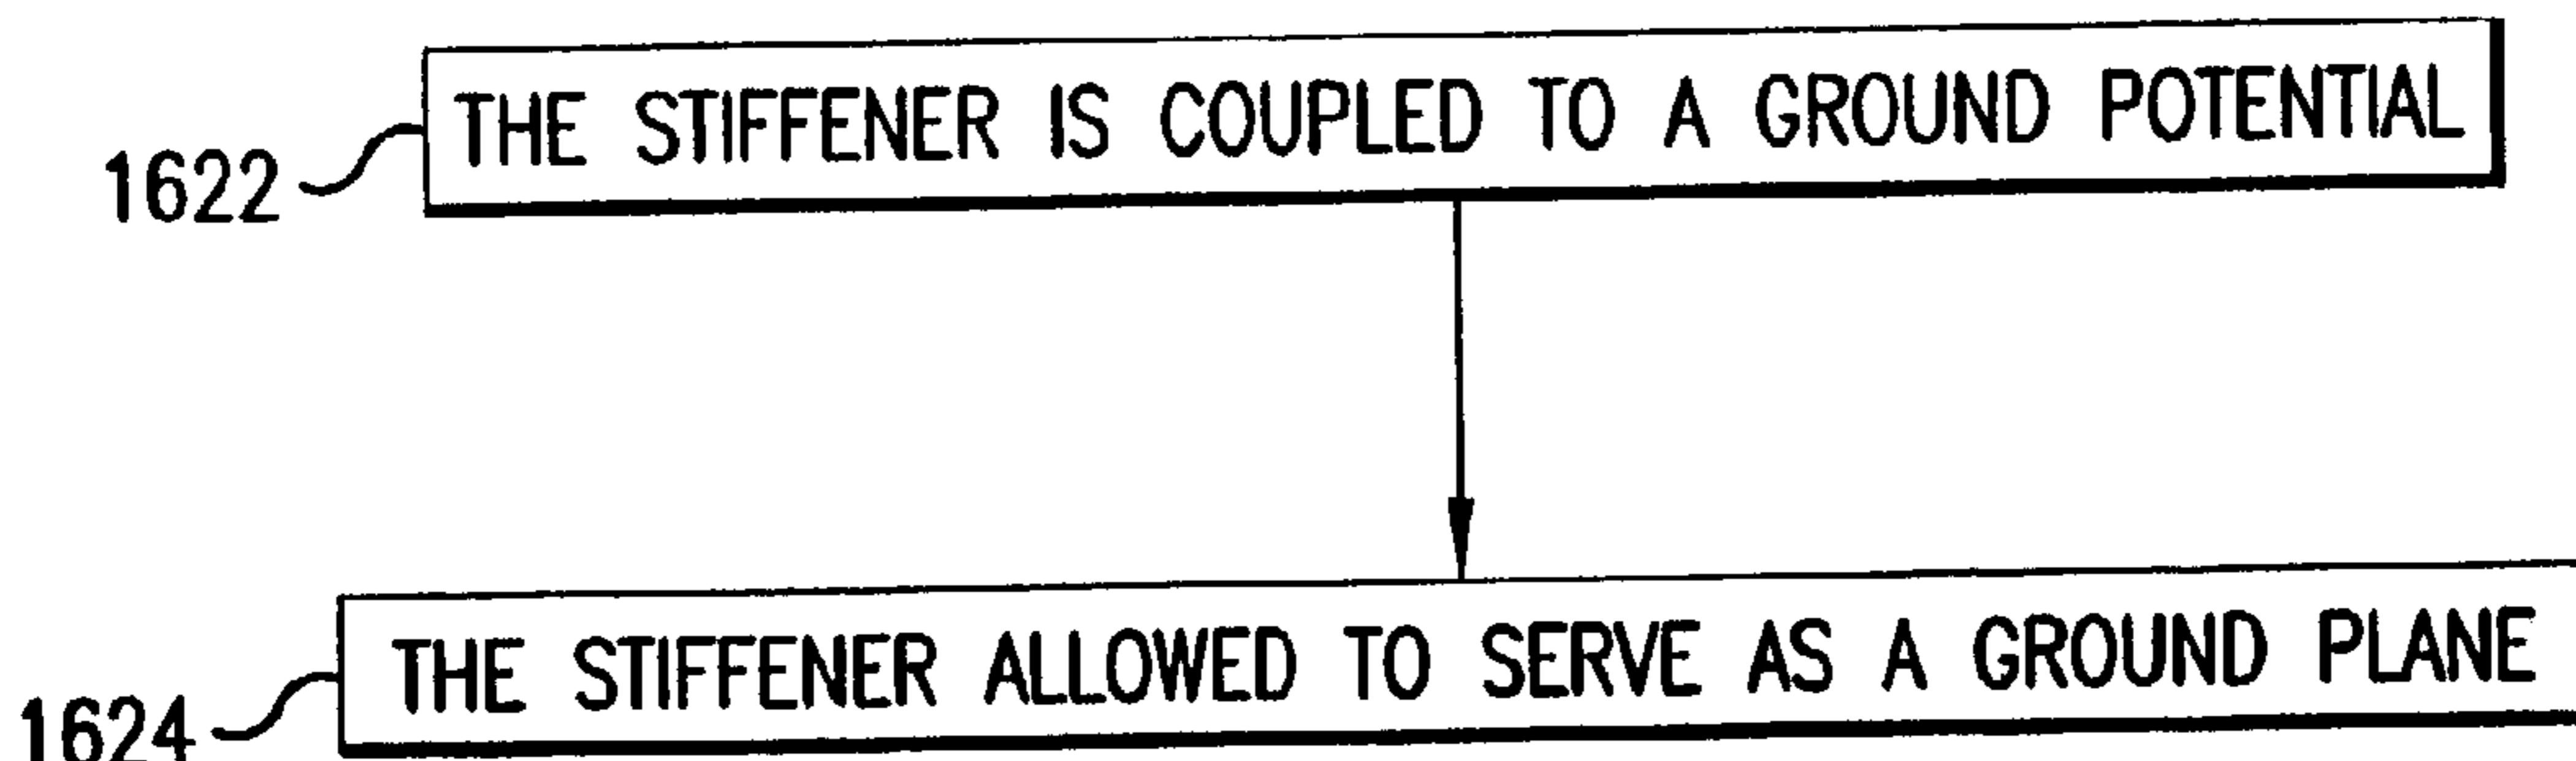 1622 THE STIFFENER IS COUPLED TO A GROUND POTENTIAL
1624 THE STIFFENER ALLOWED TO SERVE AS A GROUND PLANE